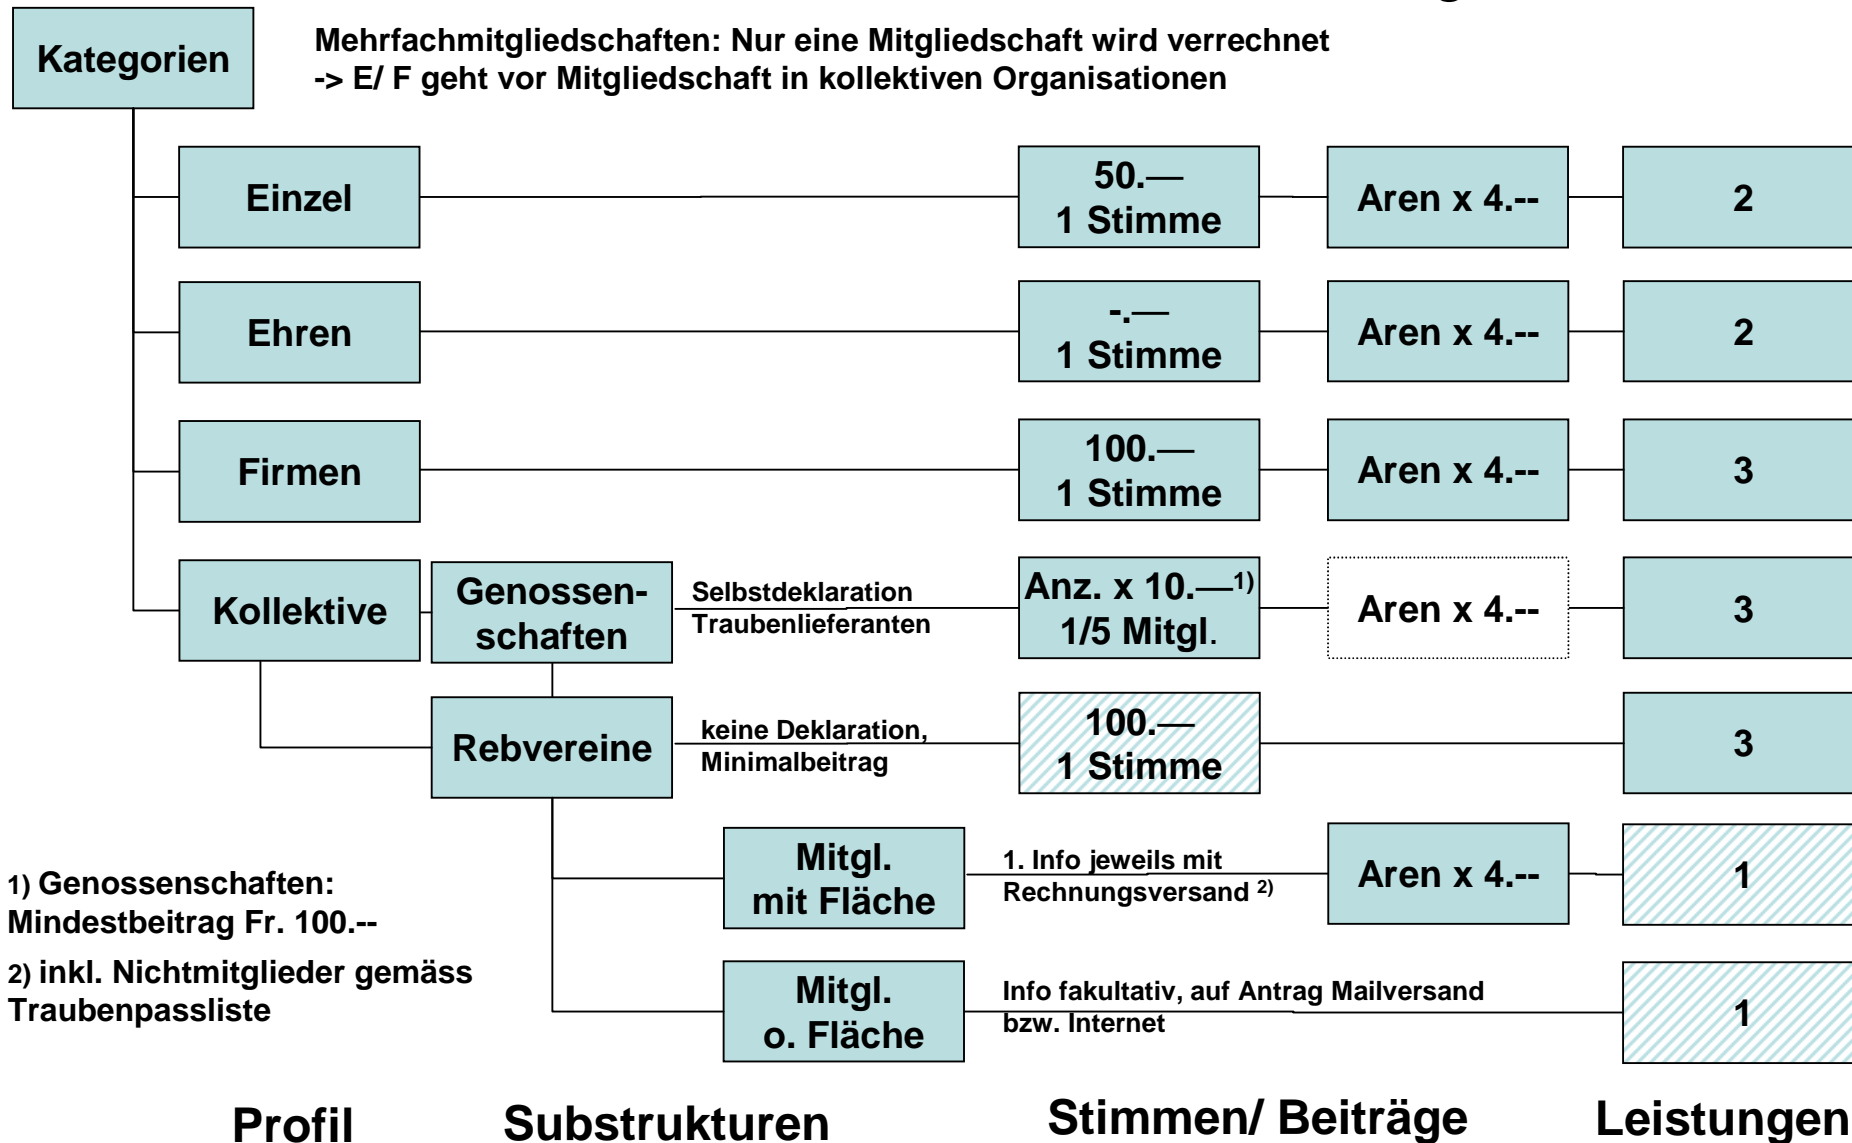 Kategorien
Mehrfachmitgliedschaften: Nur eine Mitgliedschaft wird verrechnet
-> E/ F geht vor Mitgliedschaft in kollektiven Organisationen
Einzel
50.—
1 Stimme
Aren x 4.--
2
Ehren
-.—
1 Stimme
Aren x 4.--
2
Firmen
100.—
1 Stimme
Aren x 4.--
3
Kollektive
Genossen-
schaften
Selbstdeklaration
Traubenlieferanten
Anz. x 10.—1)
1/5 Mitgl.
Aren x 4.--
3
Rebvereine
keine Deklaration,
Minimalbeitrag
100.—
1 Stimme
3
Mitgl.
mit Fläche
1. Info jeweils mit
Rechnungsversand 2)
Aren x 4.--
1
1) Genossenschaften:
Mindestbeitrag Fr. 100.--
2) inkl. Nichtmitglieder gemäss
Traubenpassliste
Mitgl.
o. Fläche
Info fakultativ, auf Antrag Mailversand
bzw. Internet
1
Profil
Substrukturen
Stimmen/ Beiträge
Leistungen